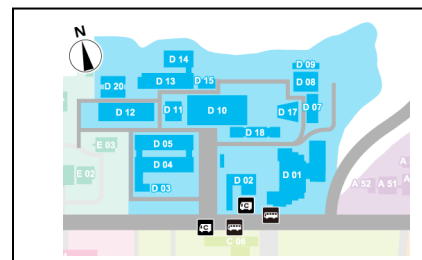 N
D 14
D 09
D 20
D 13
D 15
D 08
D 12
D 11
D 10
D 17
D 07
D 18
E 03
D 05
D 04
E 02
D 03
D 02
D 01
A 52
A 51
C 06